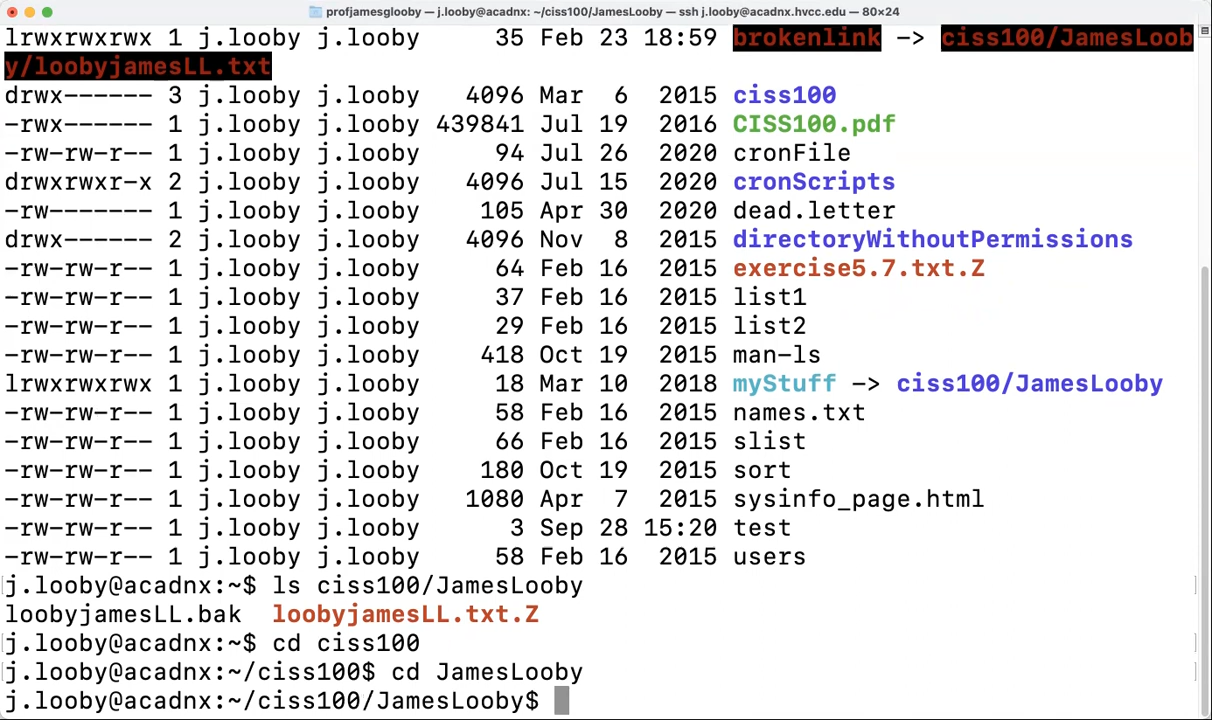 profjamesglooby — j.looby@acadnx: ~/ciss100/JamesLooby — ssh j.looby@acadnx.hvcc.edu — 80×24
lrwxrwxrwx 1 j.looby j.looby     35 Feb 23 18:59 brokenlink -> ciss100/JamesLoob
y/loobyjamesLL.txt
drwx------ 3 j.looby j.looby   4096 Mar  6  2015 ciss100
-rwx------ 1 j.looby j.looby 439841 Jul 19  2016 CISS100.pdf
-rw-rw-r-- 1 j.looby j.looby     94 Jul 26  2020 cronFile
drwxrwxr-x 2 j.looby j.looby   4096 Jul 15  2020 cronScripts
-rw------- 1 j.looby j.looby    105 Apr 30  2020 dead.letter
drwx------ 2 j.looby j.looby   4096 Nov  8  2015 directoryWithoutPermissions
-rw-rw-r-- 1 j.looby j.looby     64 Feb 16  2015 exercise5.7.txt.Z
-rw-rw-r-- 1 j.looby j.looby     37 Feb 16  2015 list1
-rw-rw-r-- 1 j.looby j.looby     29 Feb 16  2015 list2
-rw-rw-r-- 1 j.looby j.looby    418 Oct 19  2015 man-ls
lrwxrwxrwx 1 j.looby j.looby     18 Mar 10  2018 myStuff -> ciss100/JamesLooby
-rw-rw-r-- 1 j.looby j.looby     58 Feb 16  2015 names.txt
-rw-rw-r-- 1 j.looby j.looby     66 Feb 16  2015 slist
-rw-rw-r-- 1 j.looby j.looby    180 Oct 19  2015 sort
-rw-rw-r-- 1 j.looby j.looby   1080 Apr  7  2015 sysinfo_page.html
-rw-rw-r-- 1 j.looby j.looby      3 Sep 28 15:20 test
-rw-rw-r-- 1 j.looby j.looby     58 Feb 16  2015 users
j.looby@acadnx:~$ ls ciss100/JamesLooby
loobyjamesLL.bak  loobyjamesLL.txt.Z
j.looby@acadnx:~$ cd ciss100
j.looby@acadnx:~/ciss100$ cd JamesLooby
j.looby@acadnx:~/ciss100/JamesLooby$